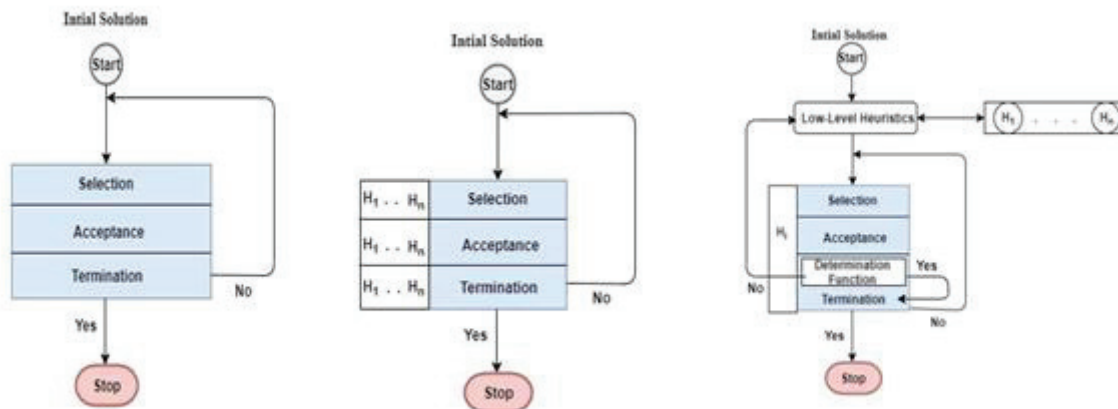 Intial Solution
Start
Selection
Acceptance
Termination
No
Yes
Stop
Intial Solution
Start
H1 . . Hn Selection
H1 . . Hn Acceptance
H1 . . Hn Termination
No
Yes
Stop
Intial Solution
Start
Low-Level Heuristics
H1 . . . Hn
Selection
Hi
Acceptance
Determination
Function
Yes
No
Termination
No
Yes
Stop